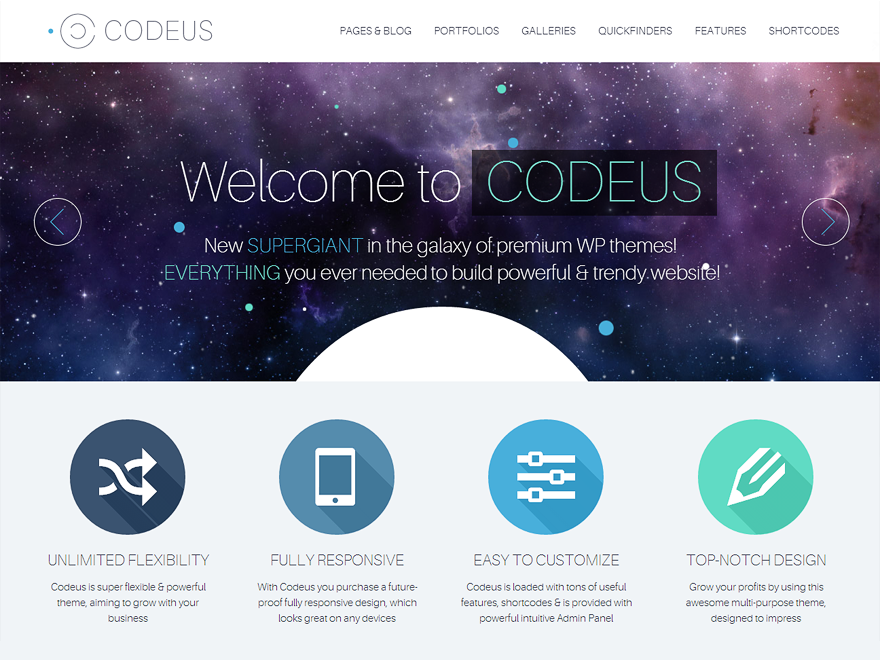 CODEUS
PAGES & BLOG PORTFOLIOS GALLERIES QUICKFINDERS FEATURES SHORTCODES
Welcome to CODEUS
New SUPERGIANT in the galaxy of premium WP themes!
EVERYTHING you ever needed to build powerful & trendy website!
UNLIMITED FLEXIBILITY
Codeus is super flexible & powerful
theme, aiming to grow with your
business
FULLY RESPONSIVE
With Codeus you purchase a future-
proof fully responsive design, which
looks great on any devices
EASY TO CUSTOMIZE
Codeus is loaded with tons of useful
features, shortcodes & is provided with
powerful intuitive Admin Panel
TOP-NOTCH DESIGN
Grow your profits by using this
awesome multi-purpose theme,
designed to impress